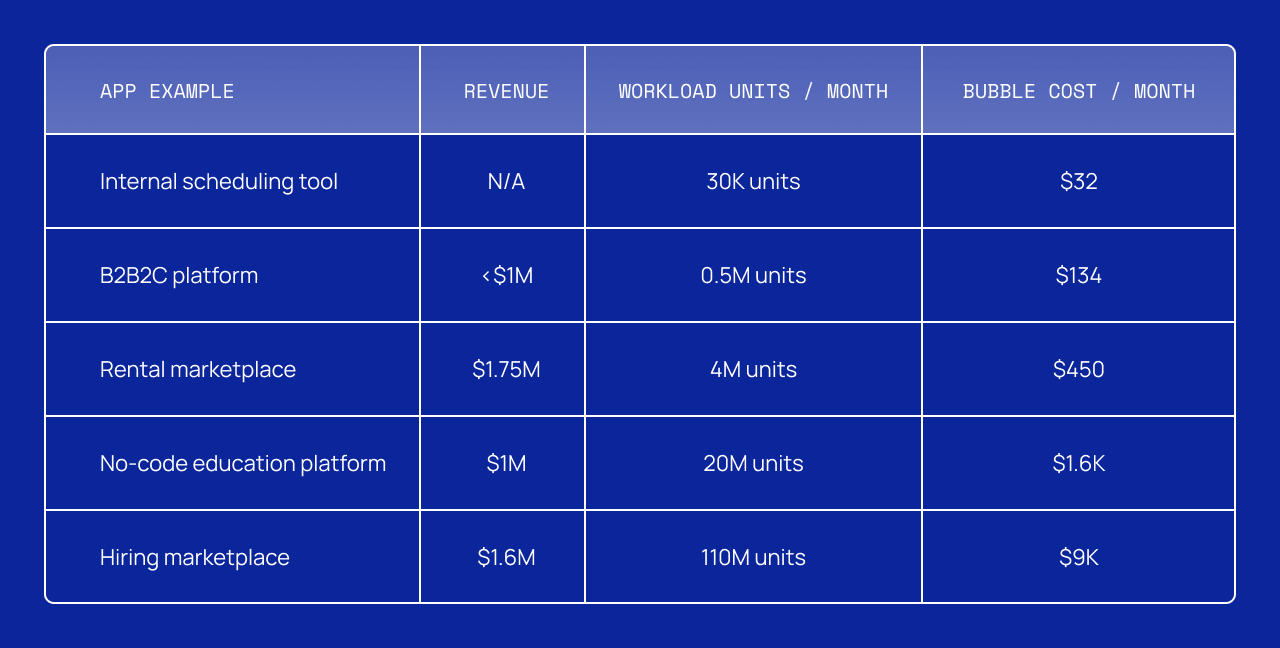 APP EXAMPLE REVENUE WORKLOAD UNITS / MONTH BUBBLE COST / MONTH
Internal scheduling tool N/A 30K units $32
B2B2C platform <$1M 0.5M units $134
Rental marketplace $1.75M 4M units $450
No-code education platform $1M 20M units $1.6K
Hiring marketplace $1.6M 110M units $9K